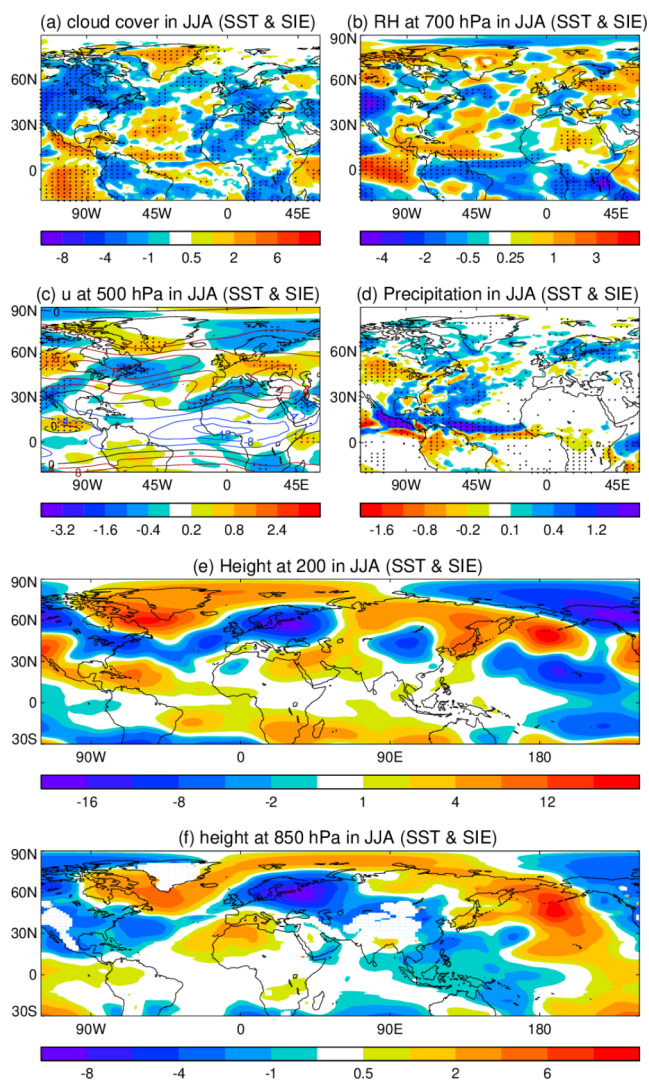 (a) cloud cover in JJA (SST & SIE)
(b) RH at 700 hPa in JJA (SST & SIE)
60N
30N
0
90W 45W 0 45E
90N
60N
30N
0
90W 45W 0 45E
-8 -4 -1 0.5 2 6
-4 -2 -0.5 0.25 1 3
(c) u at 500 hPa in JJA (SST & SIE)
(d) Precipitation in JJA (SST & SIE)
90N
60N
30N
0
90W 45W 0 45E
90N
60N
30N
0
90W 45W 0 45E
-3.2 -1.6 -0.4 0.2 0.8 2.4
-1.6 -0.8 -0.2 0.1 0.4 1.2
(e) Height at 200 in JJA (SST & SIE)
90N
60N
30N
0
30S
90W 0 90E 180
-16 -8 -2 1 4 12
(f) height at 850 hPa in JJA (SST & SIE)
90N
60N
30N
0
30S
90W 0 90E 180
-8 -4 -1 0.5 2 6